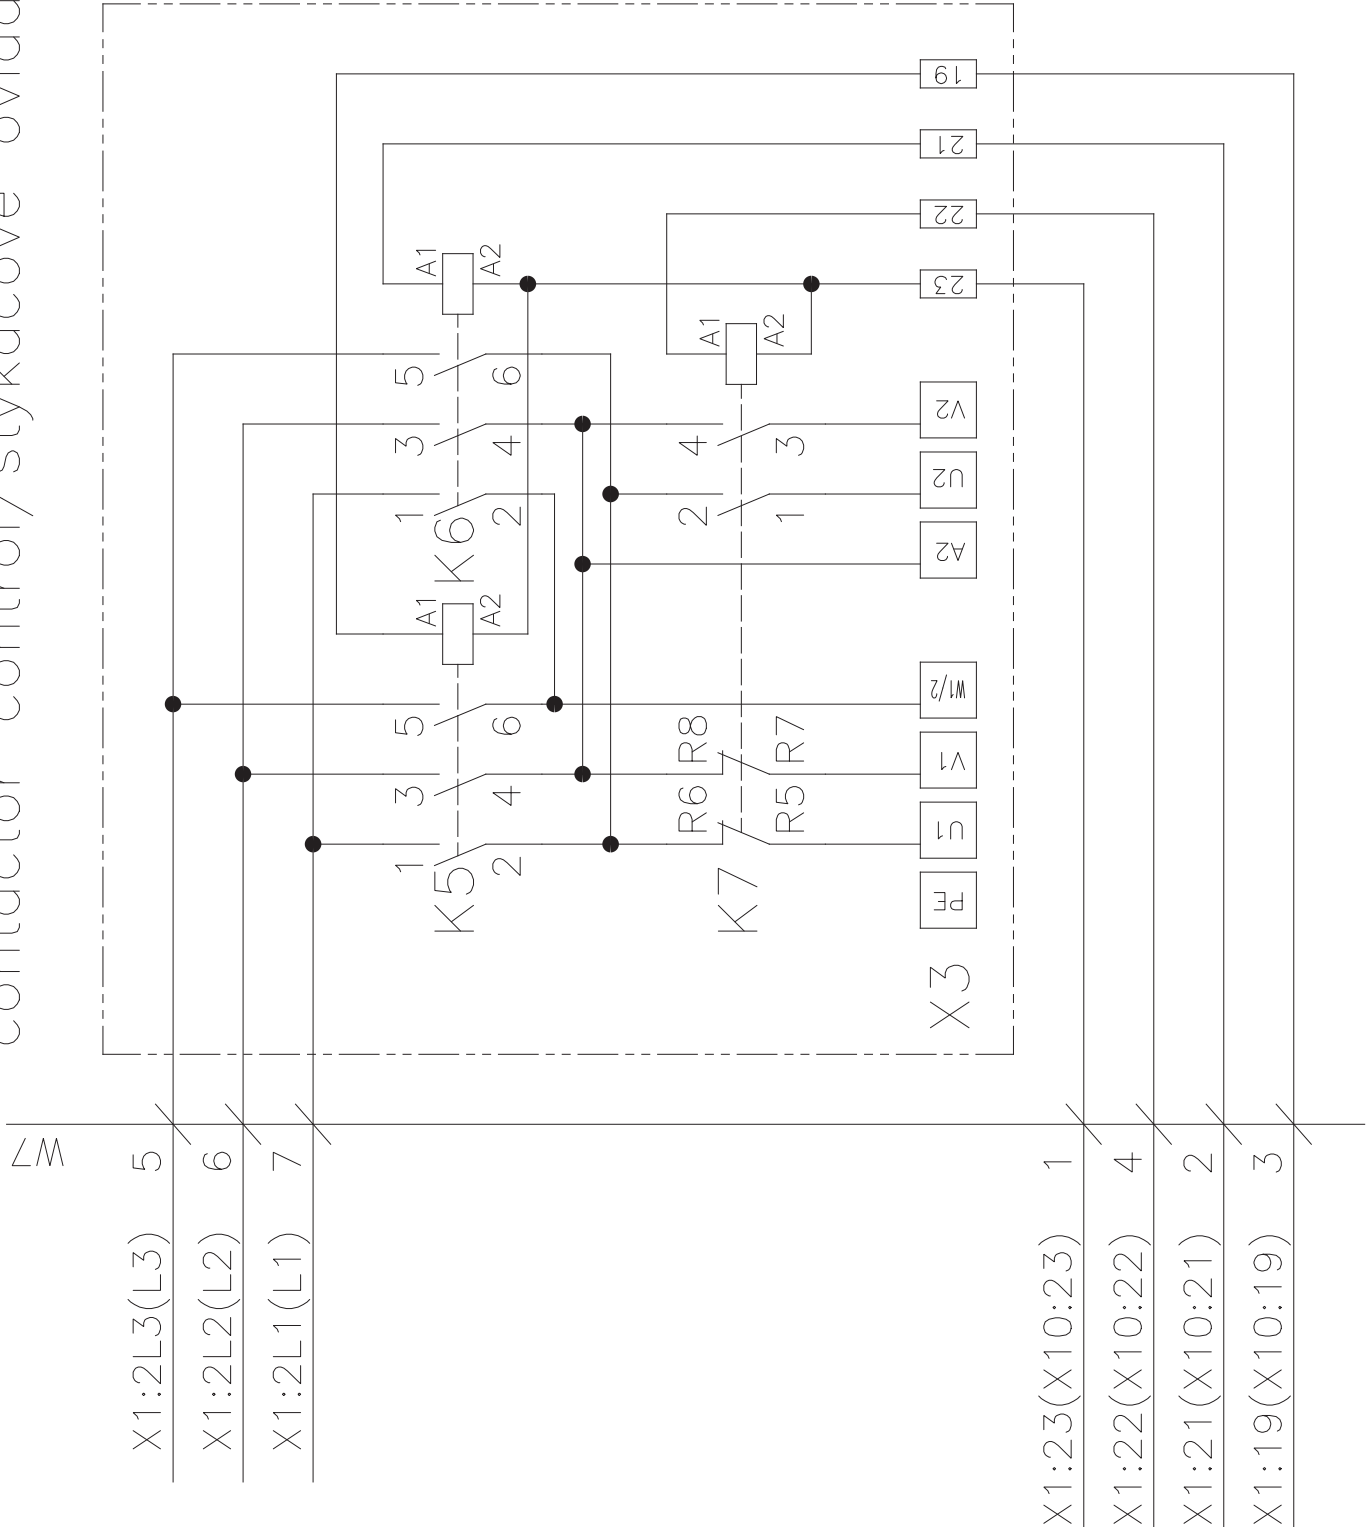 contactor control/stykačové ovlád
19
21
22
23
A1
A2
A1
A2
5
6
3
4
1
2
K6
V2
U2
A2
4
3
2
1
A1
A2
5
6
3
4
1
2
K5
R8
R7
R6
R5
K7
W1/2
V1
U1
PE
X3
W7
5
6
7
1
4
2
3
X1:2L3(L3)
X1:2L2(L2)
X1:2L1(L1)
X1:23(X10:23)
X1:22(X10:22)
X1:21(X10:21)
X1:19(X10:19)